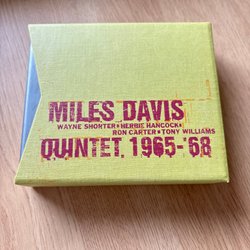 MILES DAVIS
WAYNE SHORTER★HERBIE HANCOCK★
RON CARTER★TONY WILLIAMS
QUINTET, 1965-'68